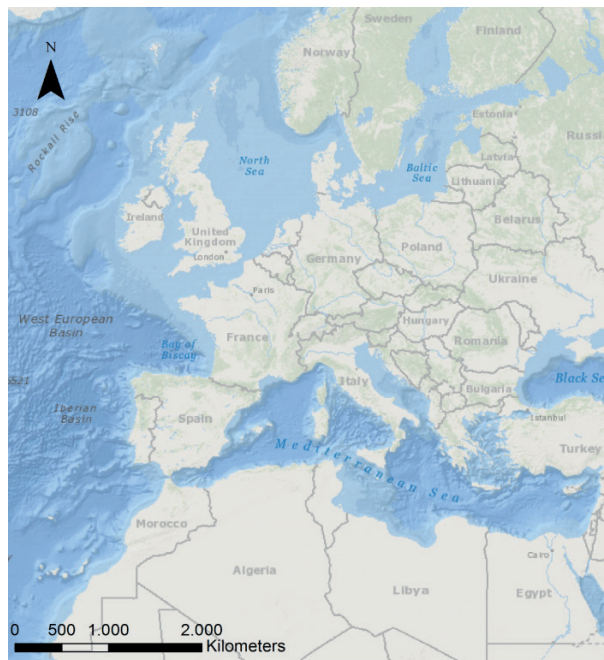 Sweden
Finland
Norway
N
3108
Rockall Rise
Estonia
Russi
North
Sea
Baltic
Sea
Latvia
Lithuania
Ireland
United
Kingdom
London
Belarus
Poland
Germany
Ukraine
Paris
West European
Basin
Bay of
Biscay
France
Hungary
Romania
5521
Italy
Bulgaria
Black Se
Iberian
Basin
Spain
Istanbul
Turkey
Mediterranean Sea
Morocco
Algeria
Libya
Cairo
Egypt
0 500 1.000 2.000
Kilometers